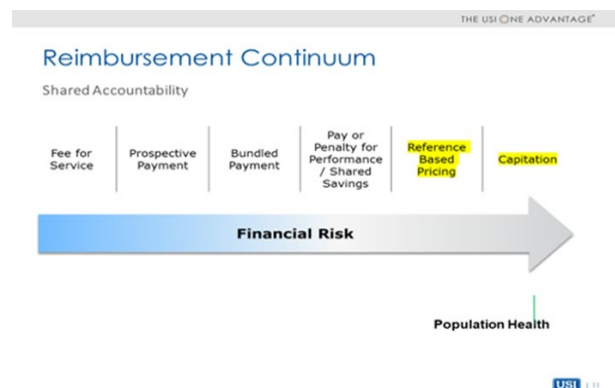 THE USI ONE ADVANTAGE®
Reimbursement Continuum
Shared Accountability
Fee for
Service
Prospective
Payment
Bundled
Payment
Pay or
Penalty for
Performance
/ Shared
Savings
Reference
Based
Pricing
Capitation
Financial Risk
Population Health
USI